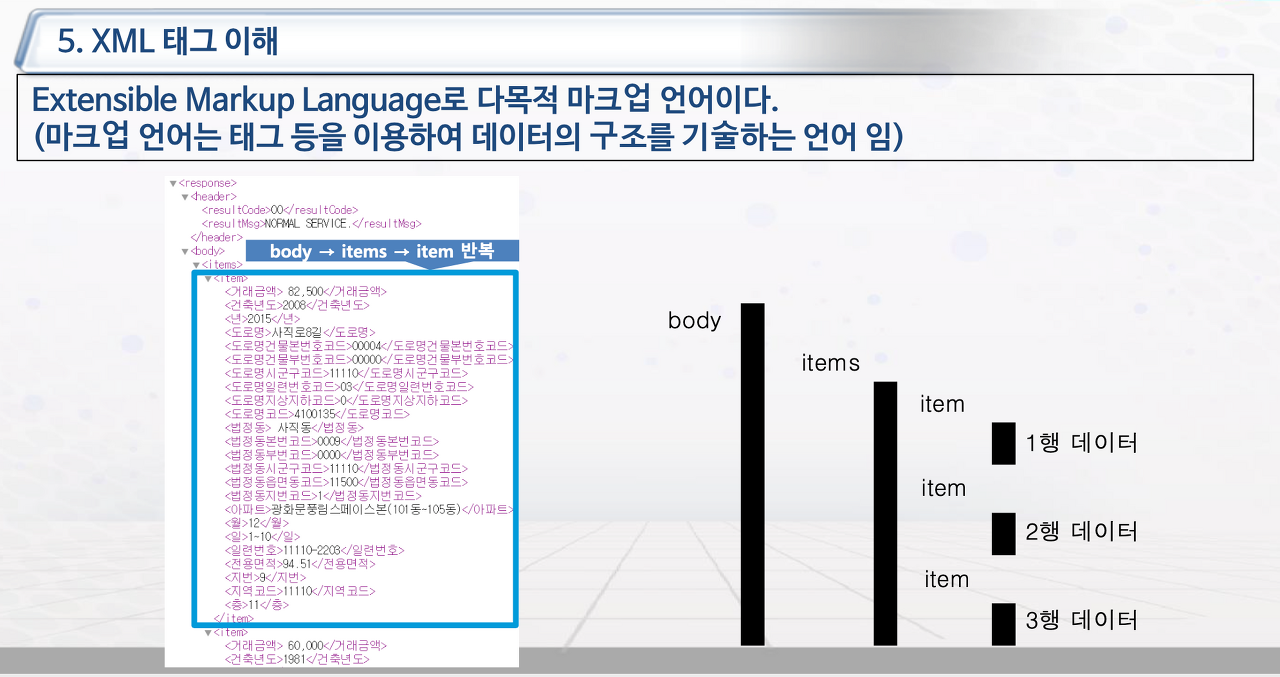 5. XML 태그 이해
Extensible Markup Language로 다목적 마크업 언어이다.
(마크업 언어는 태그 등을 이용하여 데이터의 구조를 기술하는 언어 임)
▼<response>
▼<header>
<resultCode>00</resultCode>
<resultMsg>NORMAL SERVICE.</resultMsg>
</header>
▼<body>
body → items → item 반복
▼<items>
▼<item>
<거래금액> 82,500</거래금액>
<건축년도>2008</건축년도>
<년>2015</년>
<도로명>사직로8길</도로명>
<도로명건물본번호코드>00004</도로명건물본번호코드>
<도로명건물부번호코드>00000</도로명건물부번호코드>
<도로명시군구코드>11110</도로명시군구코드>
<도로명일련번호코드>03</도로명일련번호코드>
<도로명지상지하코드>0</도로명지상지하코드>
<도로명코드>4100135</도로명코드>
<법정동> 사직동</법정동>
<법정동본번코드>0009</법정동본번코드>
<법정동부번코드>0000</법정동부번코드>
<법정동시군구코드>11110</법정동시군구코드>
<법정동읍면동코드>11500</법정동읍면동코드>
<법정동지번코드>1</법정동지번코드>
<아파트>광화문풍림스페이스본(101동~105동)</아파트>
<월>12</월>
<일>1~10</일>
<일련번호>11110-2203</일련번호>
<전용면적>94.51</전용면적>
<지번>9</지번>
<지역코드>11110</지역코드>
<층>11</층>
</item>
▼<item>
<거래금액> 60,000</거래금액>
<건축년도>1981</건축년도>
body
items
item
1행 데이터
item
2행 데이터
item
3행 데이터